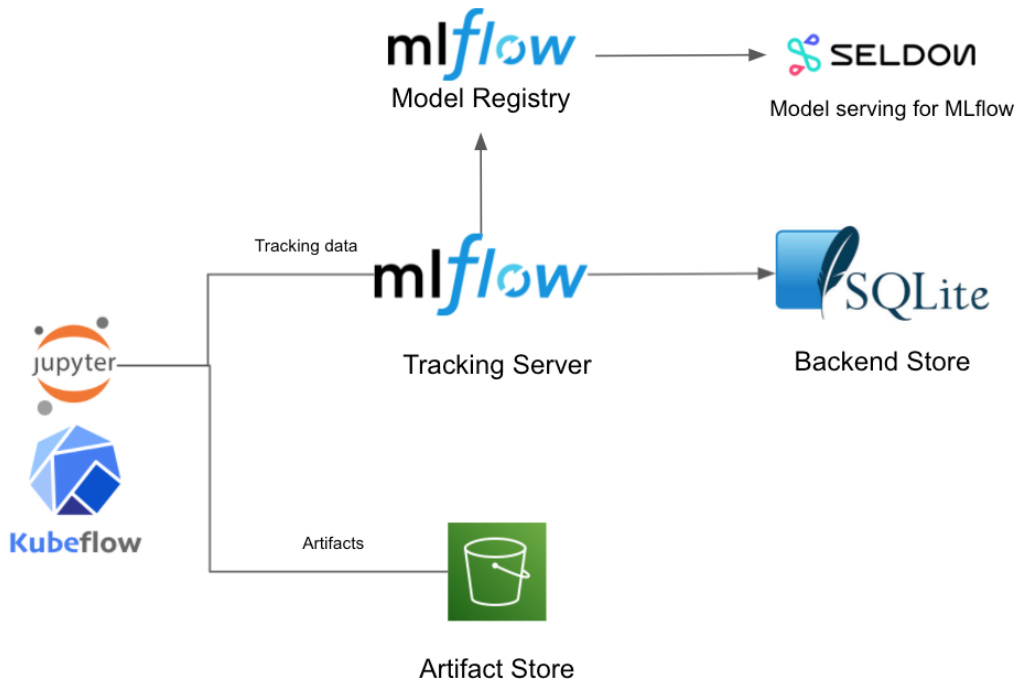 mlflow
Model Registry
SELDON
Model serving for MLflow
Tracking data
mlflow
Tracking Server
SQLite
Backend Store
jupyter
Kubeflow
Artifacts
Artifact Store